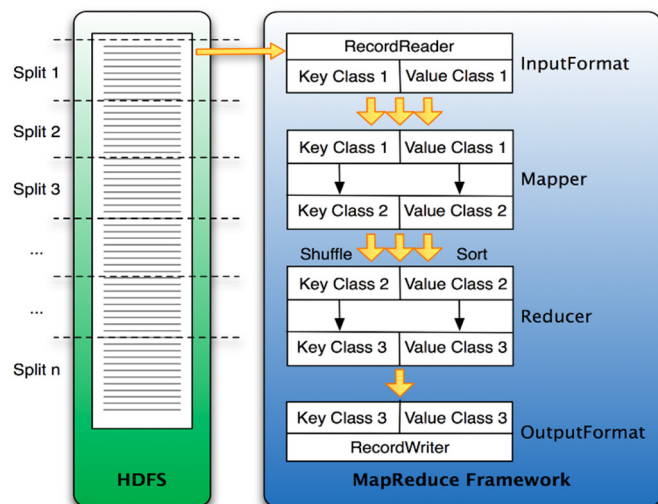 Split 1
Split 2
Split 3
...
...
Split n
HDFS
RecordReader
Key Class 1 Value Class 1
InputFormat
Key Class 1 Value Class 1
Mapper
Key Class 2 Value Class 2
Shuffle Sort
Key Class 2 Value Class 2
Reducer
Key Class 3 Value Class 3
Key Class 3 Value Class 3
OutputFormat
RecordWriter
MapReduce Framework